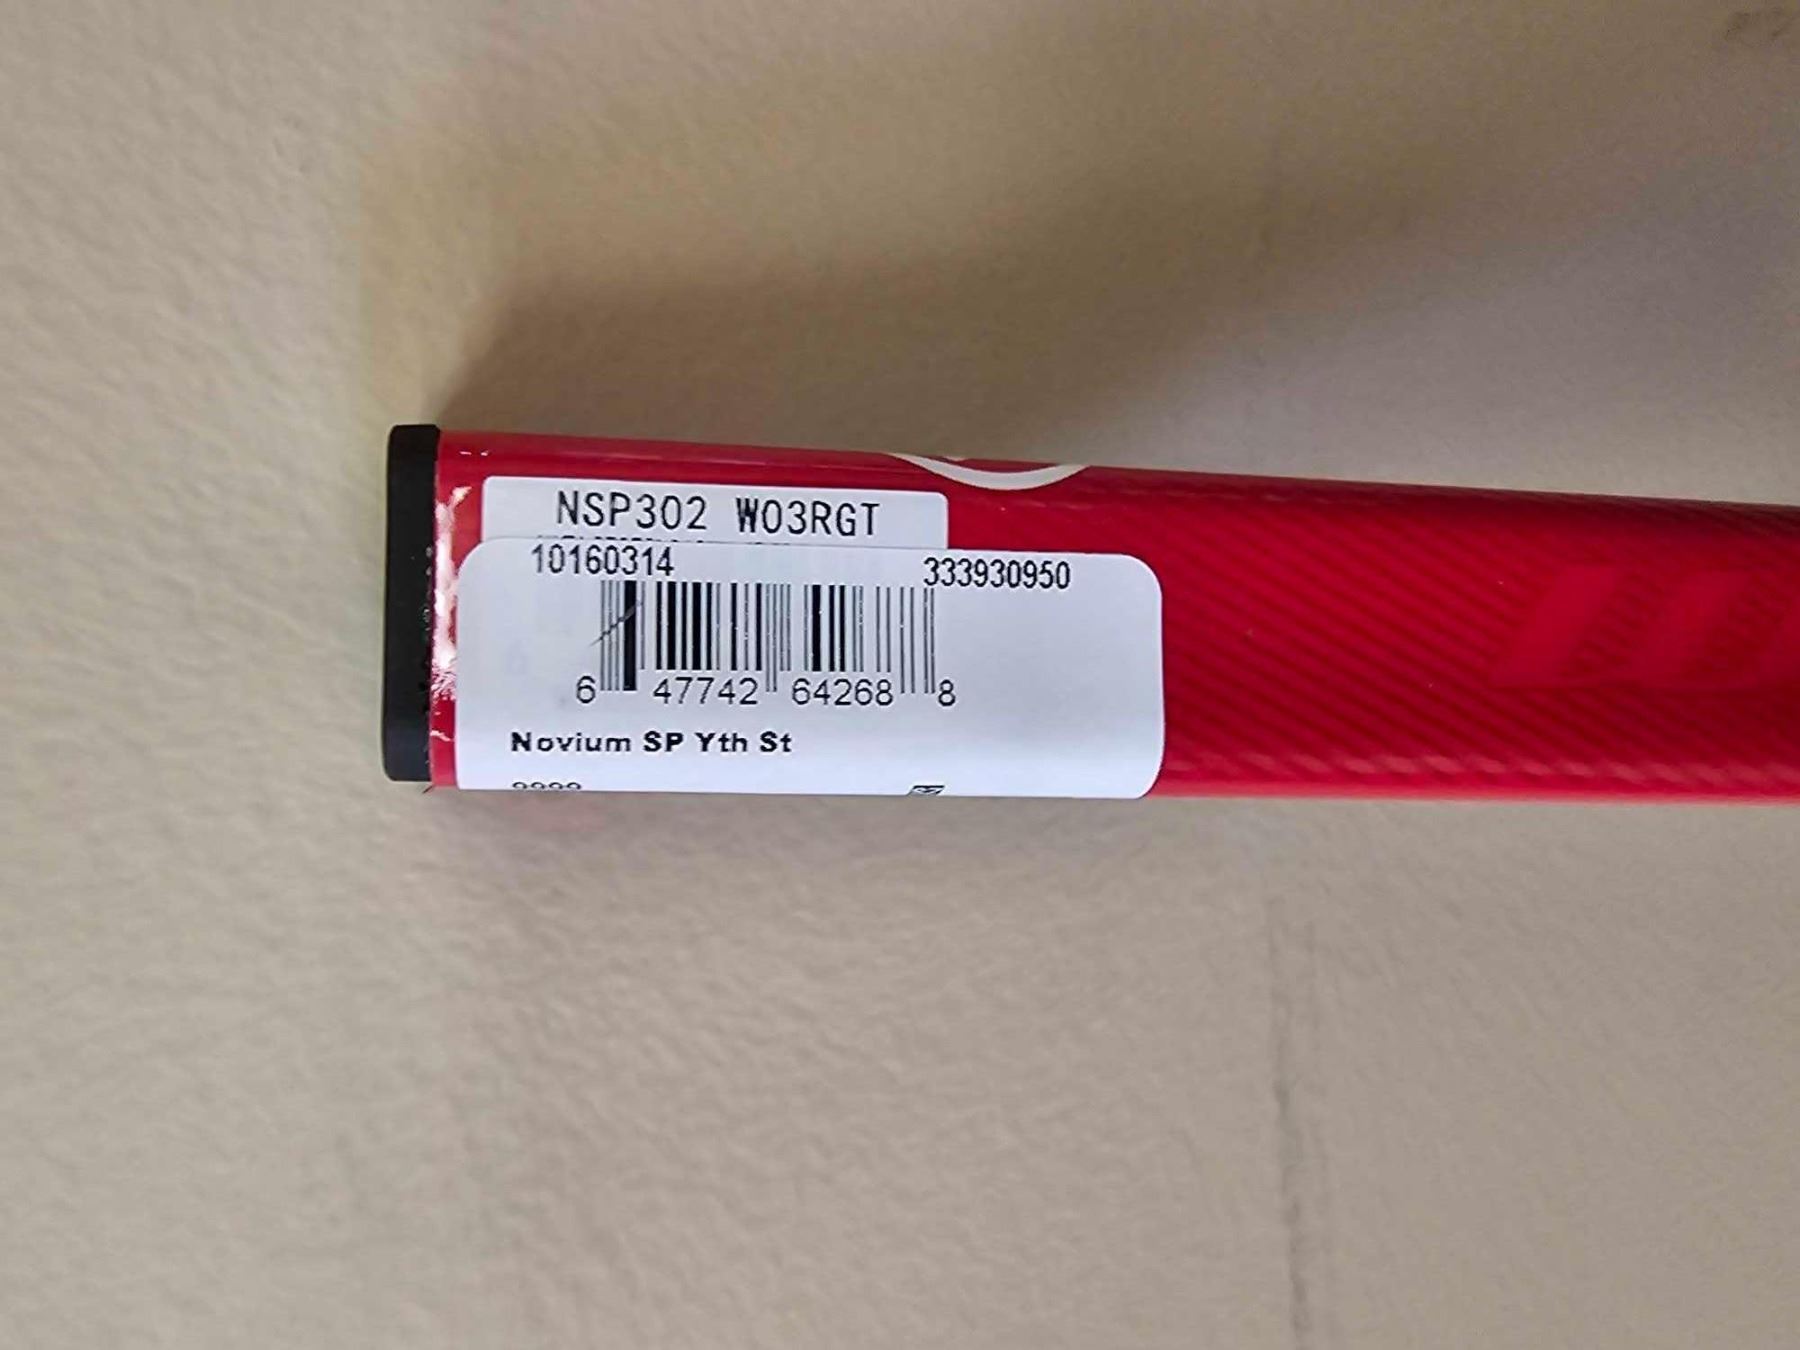 NSP302 W03RGT
10160314 333930950
6 47742 64268 8
Novium SP Yth St